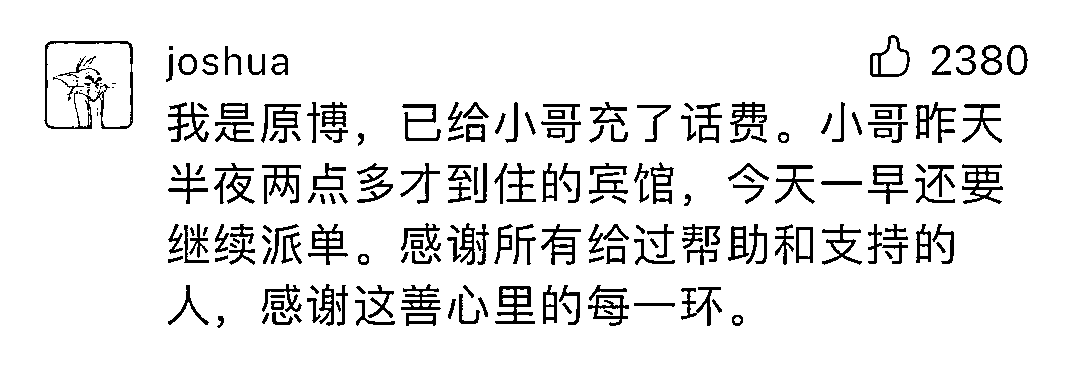 joshua
2380
我是原博，已给小哥充了话费。小哥昨天
半夜两点多才到住的宾馆，今天一早还要
继续派单。感谢所有给过帮助和支持的
人，感谢这善心里的每一环。